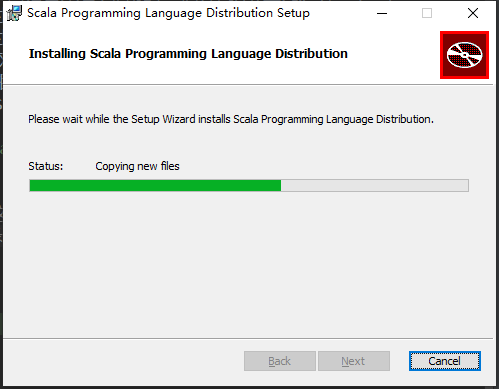 Scala Programming Language Distribution Setup
Installing Scala Programming Language Distribution
Please wait while the Setup Wizard installs Scala Programming Language Distribution.
Status: Copying new files
Back Next Cancel